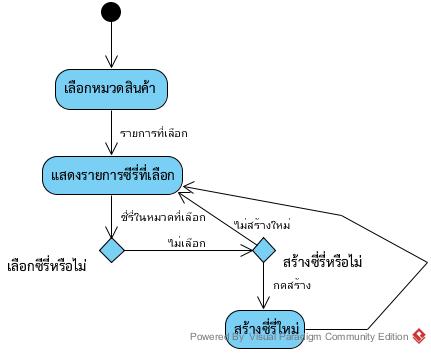 เลือกหมวดสินค้า
รายการที่เลือก
แสดงรายการซีรี่ที่เลือก
ซี่รี่ในหมวดที่เลือก
ไม่สร้างใหม่
ไม่เลือก
เลือกซีรี่หรือไม่
สร้างซี่รี่หรือไม่
กดสร้าง
สร้างซี่รี่ใหม่
Powered By Visual Paradigm Community Edition